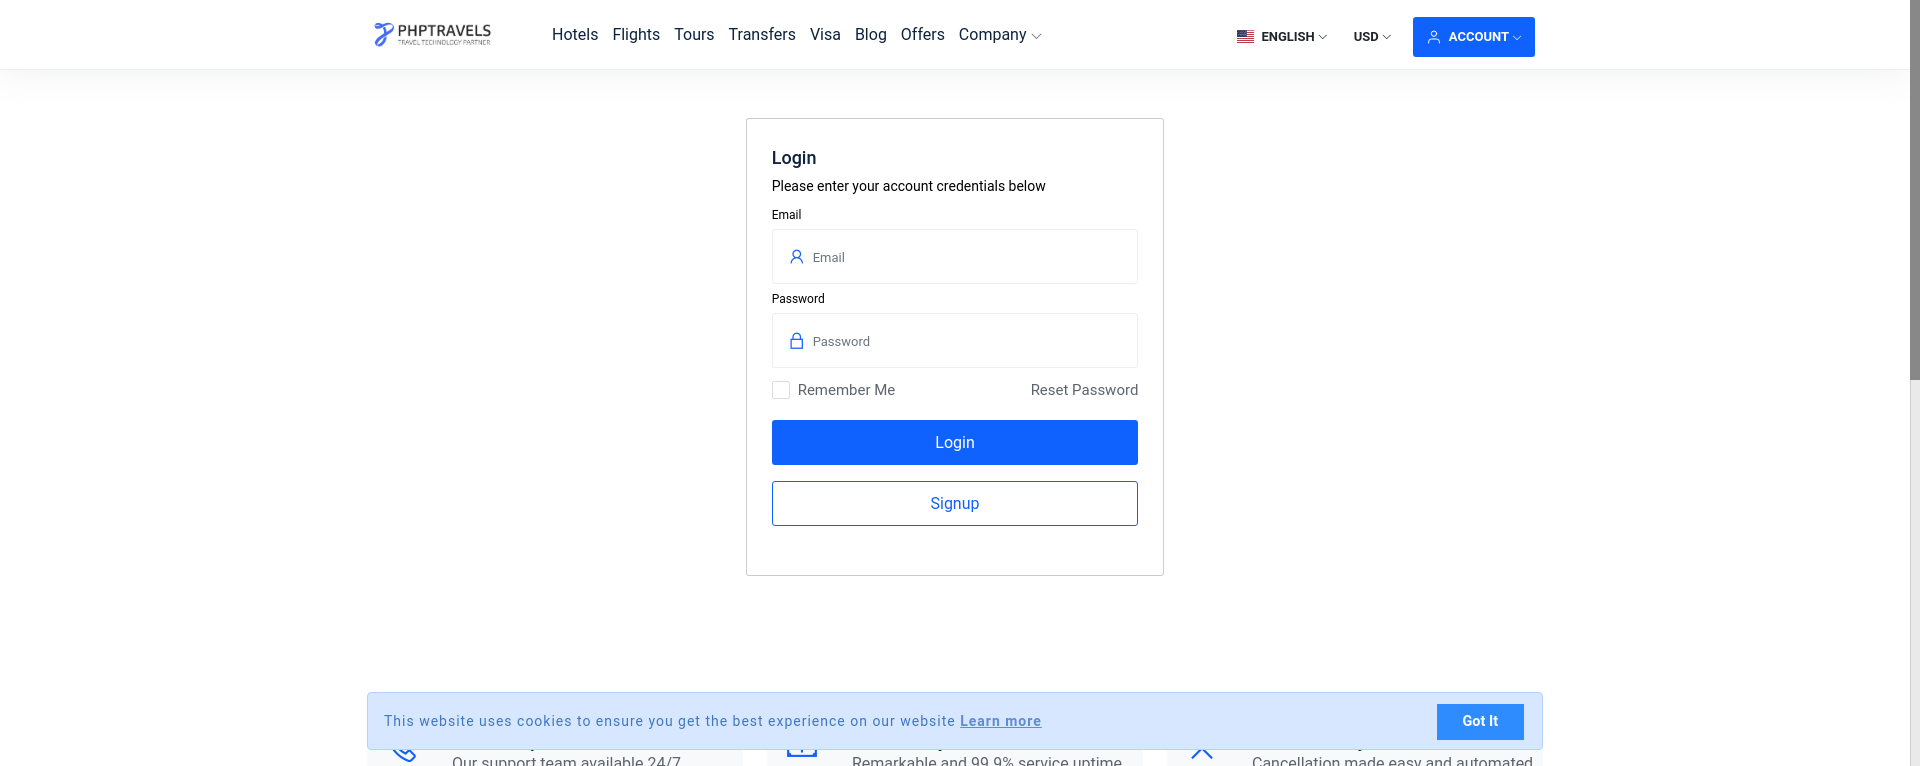 PHPTRAVELS
TRAVEL TECHNOLOGY PARTNER
Hotels Flights Tours Transfers Visa Blog Offers Company
ENGLISH USD ACCOUNT
Login
Please enter your account credentials below
Email
Email
Password
Password
Remember Me Reset Password
Login
Signup
This website uses cookies to ensure you get the best experience on our website Learn more
Got It
Our support team available 24/7 Remarkable and 99.9% service uptime Cancellation made easy and automated